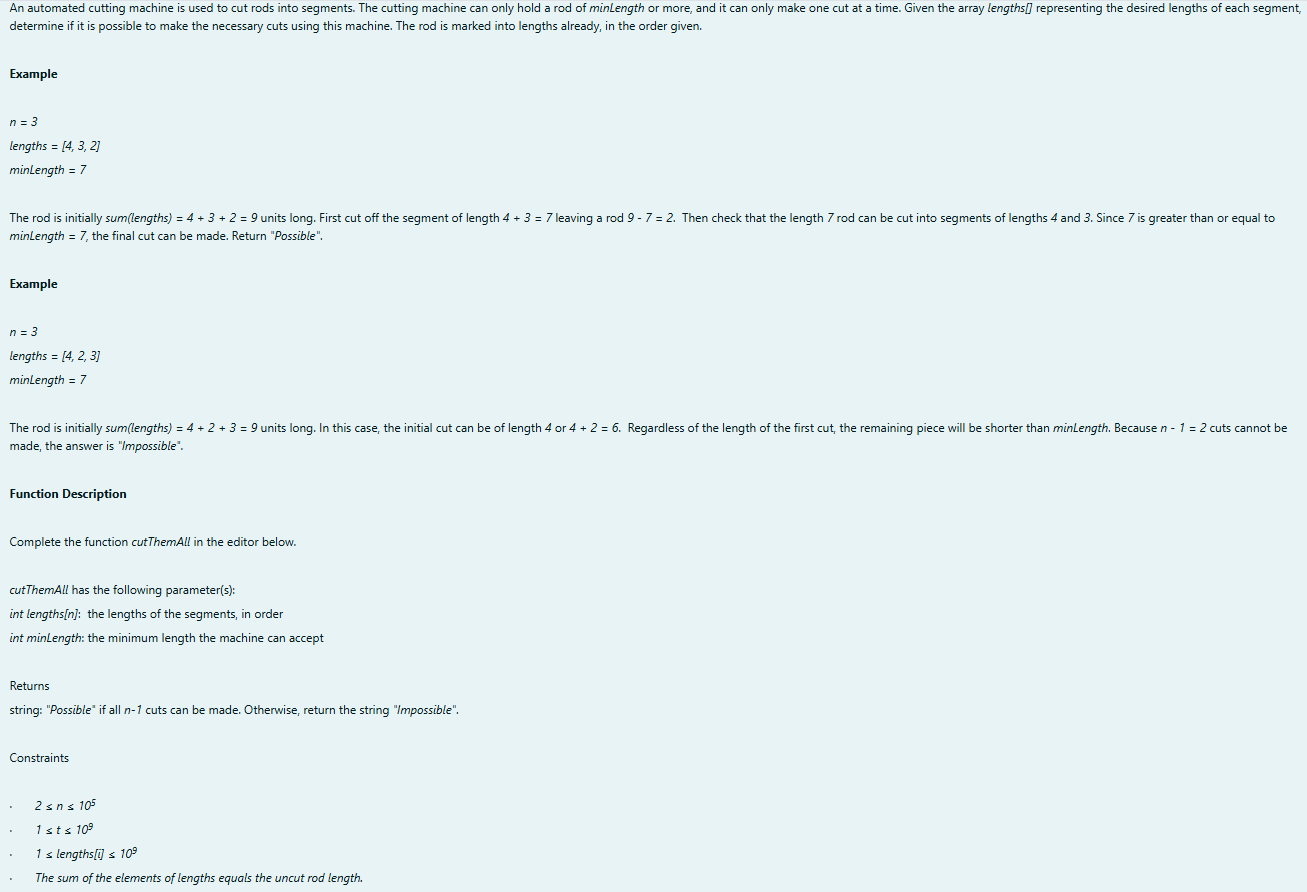 An automated cutting machine is used to cut rods into segments. The cutting machine can only hold a rod of minLength or more, and it can only make one cut at a time. Given the array lengths[] representing the desired lengths of each segment,
determine if it is possible to make the necessary cuts using this machine. The rod is marked into lengths already, in the order given.
Example
n = 3
lengths = [4, 3, 2]
minLength = 7
The rod is initially sum(lengths) = 4 + 3 + 2 = 9 units long. First cut off the segment of length 4 + 3 = 7 leaving a rod 9 - 7 = 2. Then check that the length 7 rod can be cut into segments of lengths 4 and 3. Since 7 is greater than or equal to
minLength = 7, the final cut can be made. Return "Possible".
Example
n = 3
lengths = [4, 2, 3]
minLength = 7
The rod is initially sum(lengths) = 4 + 2 + 3 = 9 units long. In this case, the initial cut can be of length 4 or 4 + 2 = 6. Regardless of the length of the first cut, the remaining piece will be shorter than minLength. Because n - 1 = 2 cuts cannot be
made, the answer is "Impossible".
Function Description
Complete the function cutThemAll in the editor below.
cutThemAll has the following parameter(s):
int lengths[n]: the lengths of the segments, in order
int minLength: the minimum length the machine can accept
Returns
string: "Possible" if all n-1 cuts can be made. Otherwise, return the string "Impossible".
Constraints
· 2 ≤ n ≤ 10⁵
· 1 ≤ t ≤ 10⁹
· 1 ≤ lengths[i] ≤ 10⁹
· The sum of the elements of lengths equals the uncut rod length.